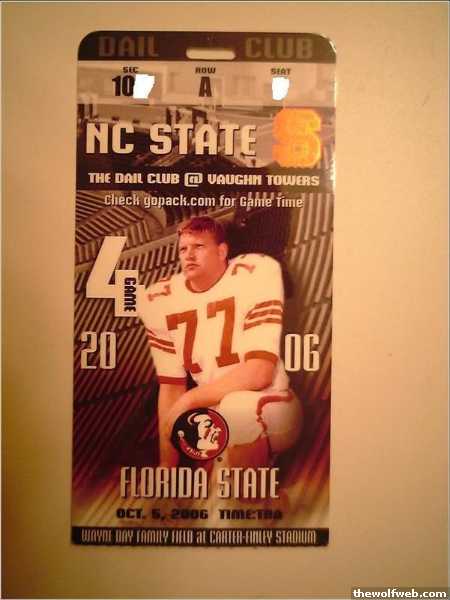 DAIL CLUB
SEC ROW SEAT
10 A
NC STATE S
THE DAIL CLUB @ VAUGHN TOWERS
Check gopack.com for Game Time
4 GAME
77
20 06
FLORIDA STATE
OCT. 5, 2006 TIME:TBA
WAYNE DAY FAMILY FIELD at CARTER-FINLEY STADIUM
thewolfweb.com